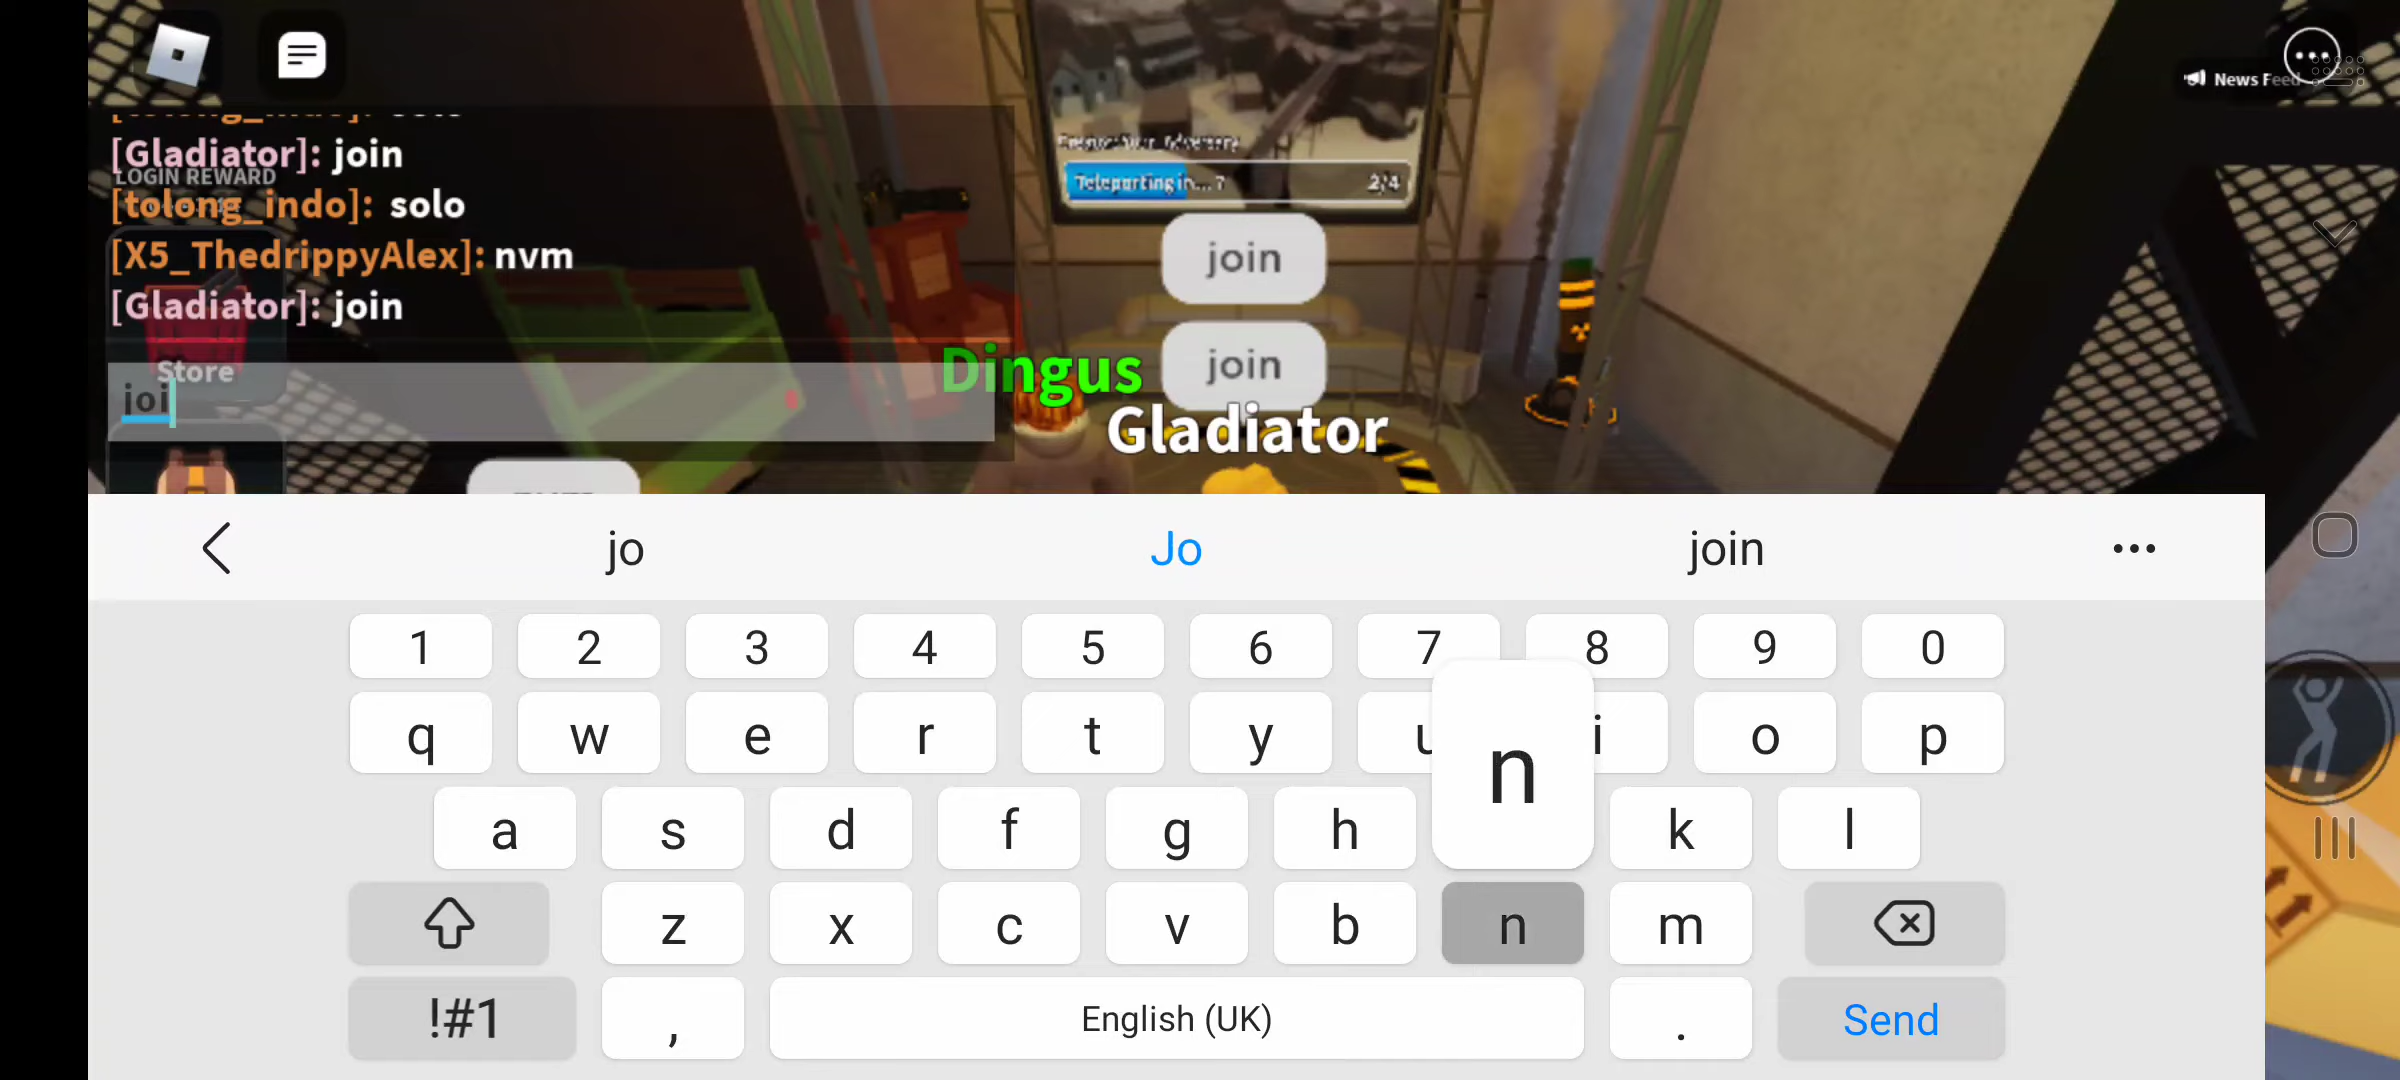 News Feed
[tolong_indo]: solo
[Gladiator]: join
LOGIN REWARD
[tolong_indo]: solo
[X5_ThedrippyAlex]: nvm
[Gladiator]: join
Store
joi
Teleporting in... 7
2/4
join
join
Dingus
Gladiator
jo
Jo
join
1 2 3 4 5 6 7 8 9 0
q w e r t y u i o p
n
a s d f g h k l
z x c v b n m
!#1 , English (UK) . Send